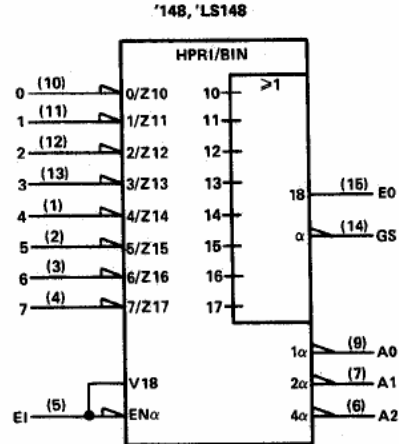 '148, 'LS148
HPRI/BIN
≥1
0 (10) 0/Z10 10
1 (11) 1/Z11 11
2 (12) 2/Z12 12
3 (13) 3/Z13 13
18 (15) E0
4 (1) 4/Z14 14
α (14) GS
5 (2) 5/Z15 15
6 (3) 6/Z16 16
7 (4) 7/Z17 17
1α (9) A0
V18 2α (7) A1
EI (5) ENα 4α (6) A2